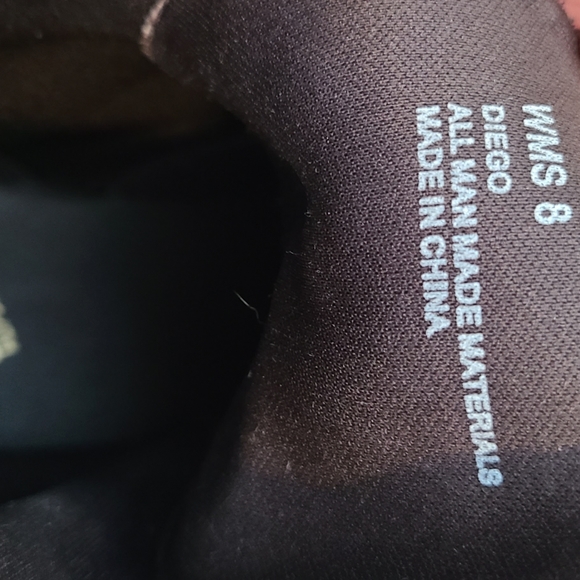 WMS 8
DIEGO
ALL MAN MADE MATERIALS
MADE IN CHINA